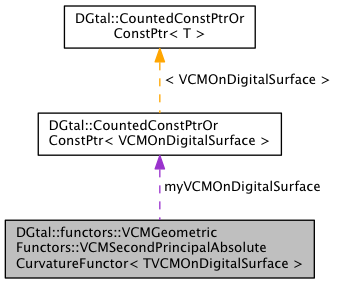 DGtal::CountedConstPtrOr
ConstPtr< T >
< VCMOnDigitalSurface >
DGtal::CountedConstPtrOr
ConstPtr< VCMOnDigitalSurface >
myVCMOnDigitalSurface
DGtal::functors::VCMGeometric
Functors::VCMSecondPrincipalAbsolute
CurvatureFunctor< TVCMOnDigitalSurface >